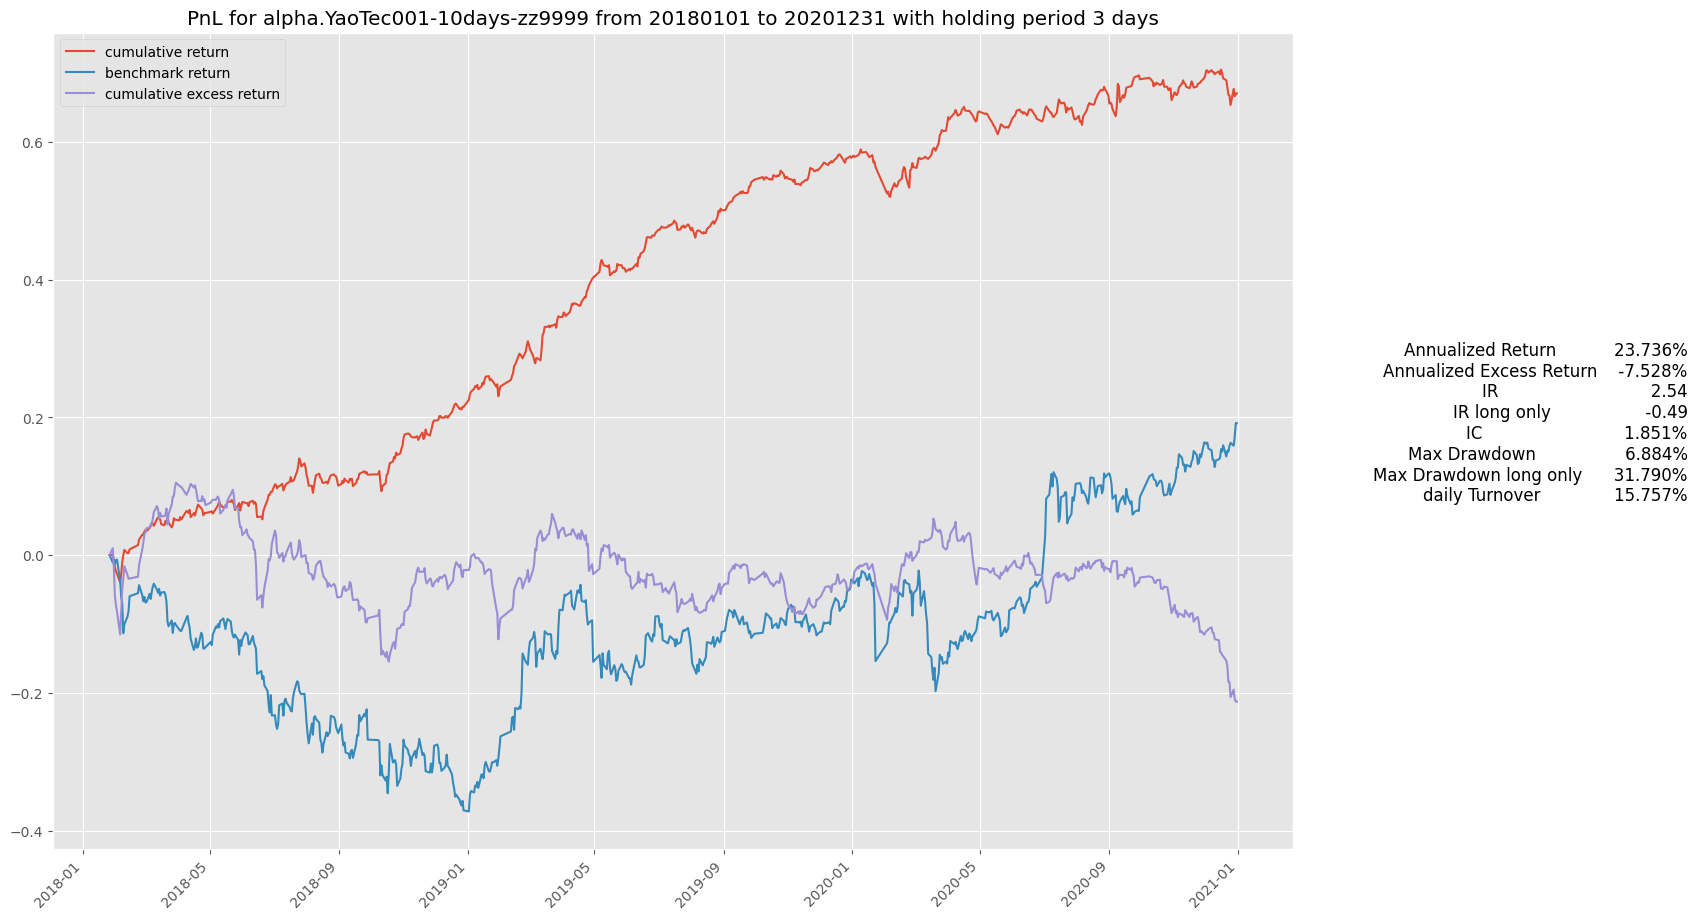 PnL for alpha.YaoTec001-10days-zz9999 from 20180101 to 20201231 with holding period 3 days
cumulative return
benchmark return
cumulative excess return
0.6
0.4
0.2
0.0
−0.2
−0.4
2018-01
2018-05
2018-09
2019-01
2019-05
2019-09
2020-01
2020-05
2020-09
2021-01
Annualized Return 23.736%
Annualized Excess Return -7.528%
IR 2.54
IR long only -0.49
IC 1.851%
Max Drawdown 6.884%
Max Drawdown long only 31.790%
daily Turnover 15.757%